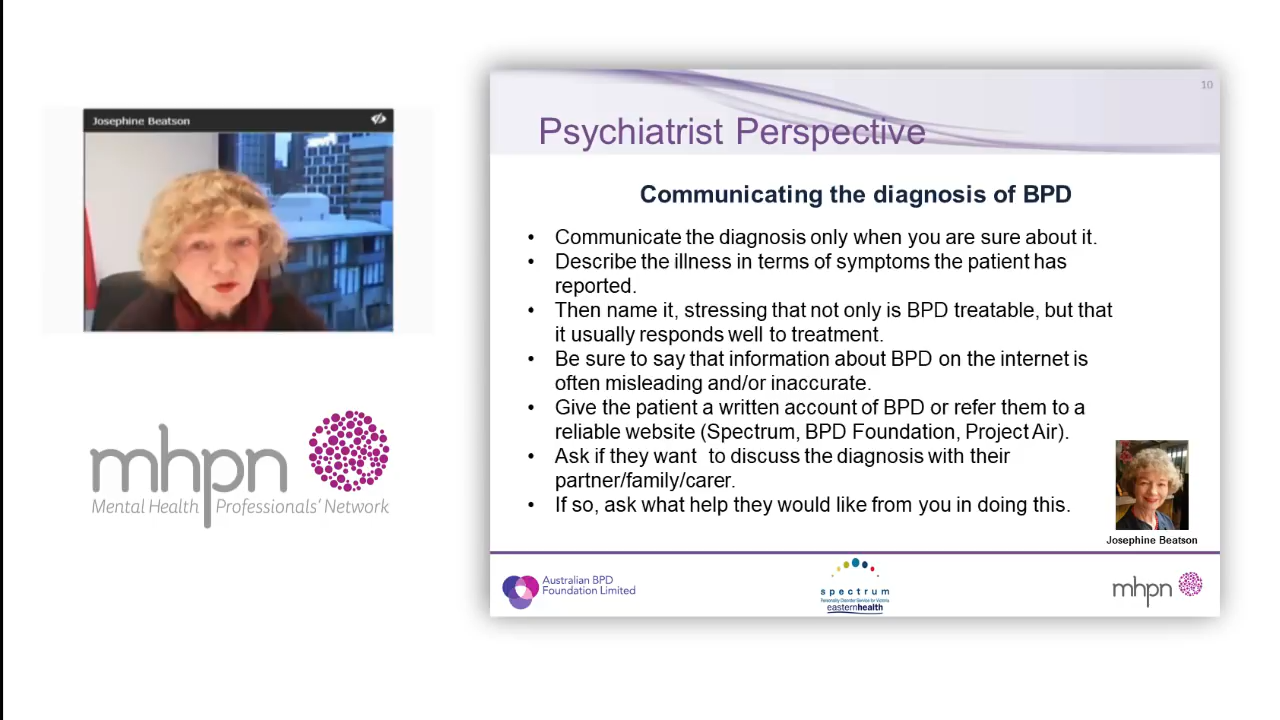 Josephine Beatson
mhpn
Mental Health Professionals' Network
10
Psychiatrist Perspective
Communicating the diagnosis of BPD
• Communicate the diagnosis only when you are sure about it.
• Describe the illness in terms of symptoms the patient has
reported.
• Then name it, stressing that not only is BPD treatable, but that
it usually responds well to treatment.
• Be sure to say that information about BPD on the internet is
often misleading and/or inaccurate.
• Give the patient a written account of BPD or refer them to a
reliable website (Spectrum, BPD Foundation, Project Air).
• Ask if they want  to discuss the diagnosis with their
partner/family/carer.
• If so, ask what help they would like from you in doing this.
Josephine Beatson
Australian BPD
Foundation Limited
spectrum
Personality Disorder Service for Victoria
easternhealth
mhpn